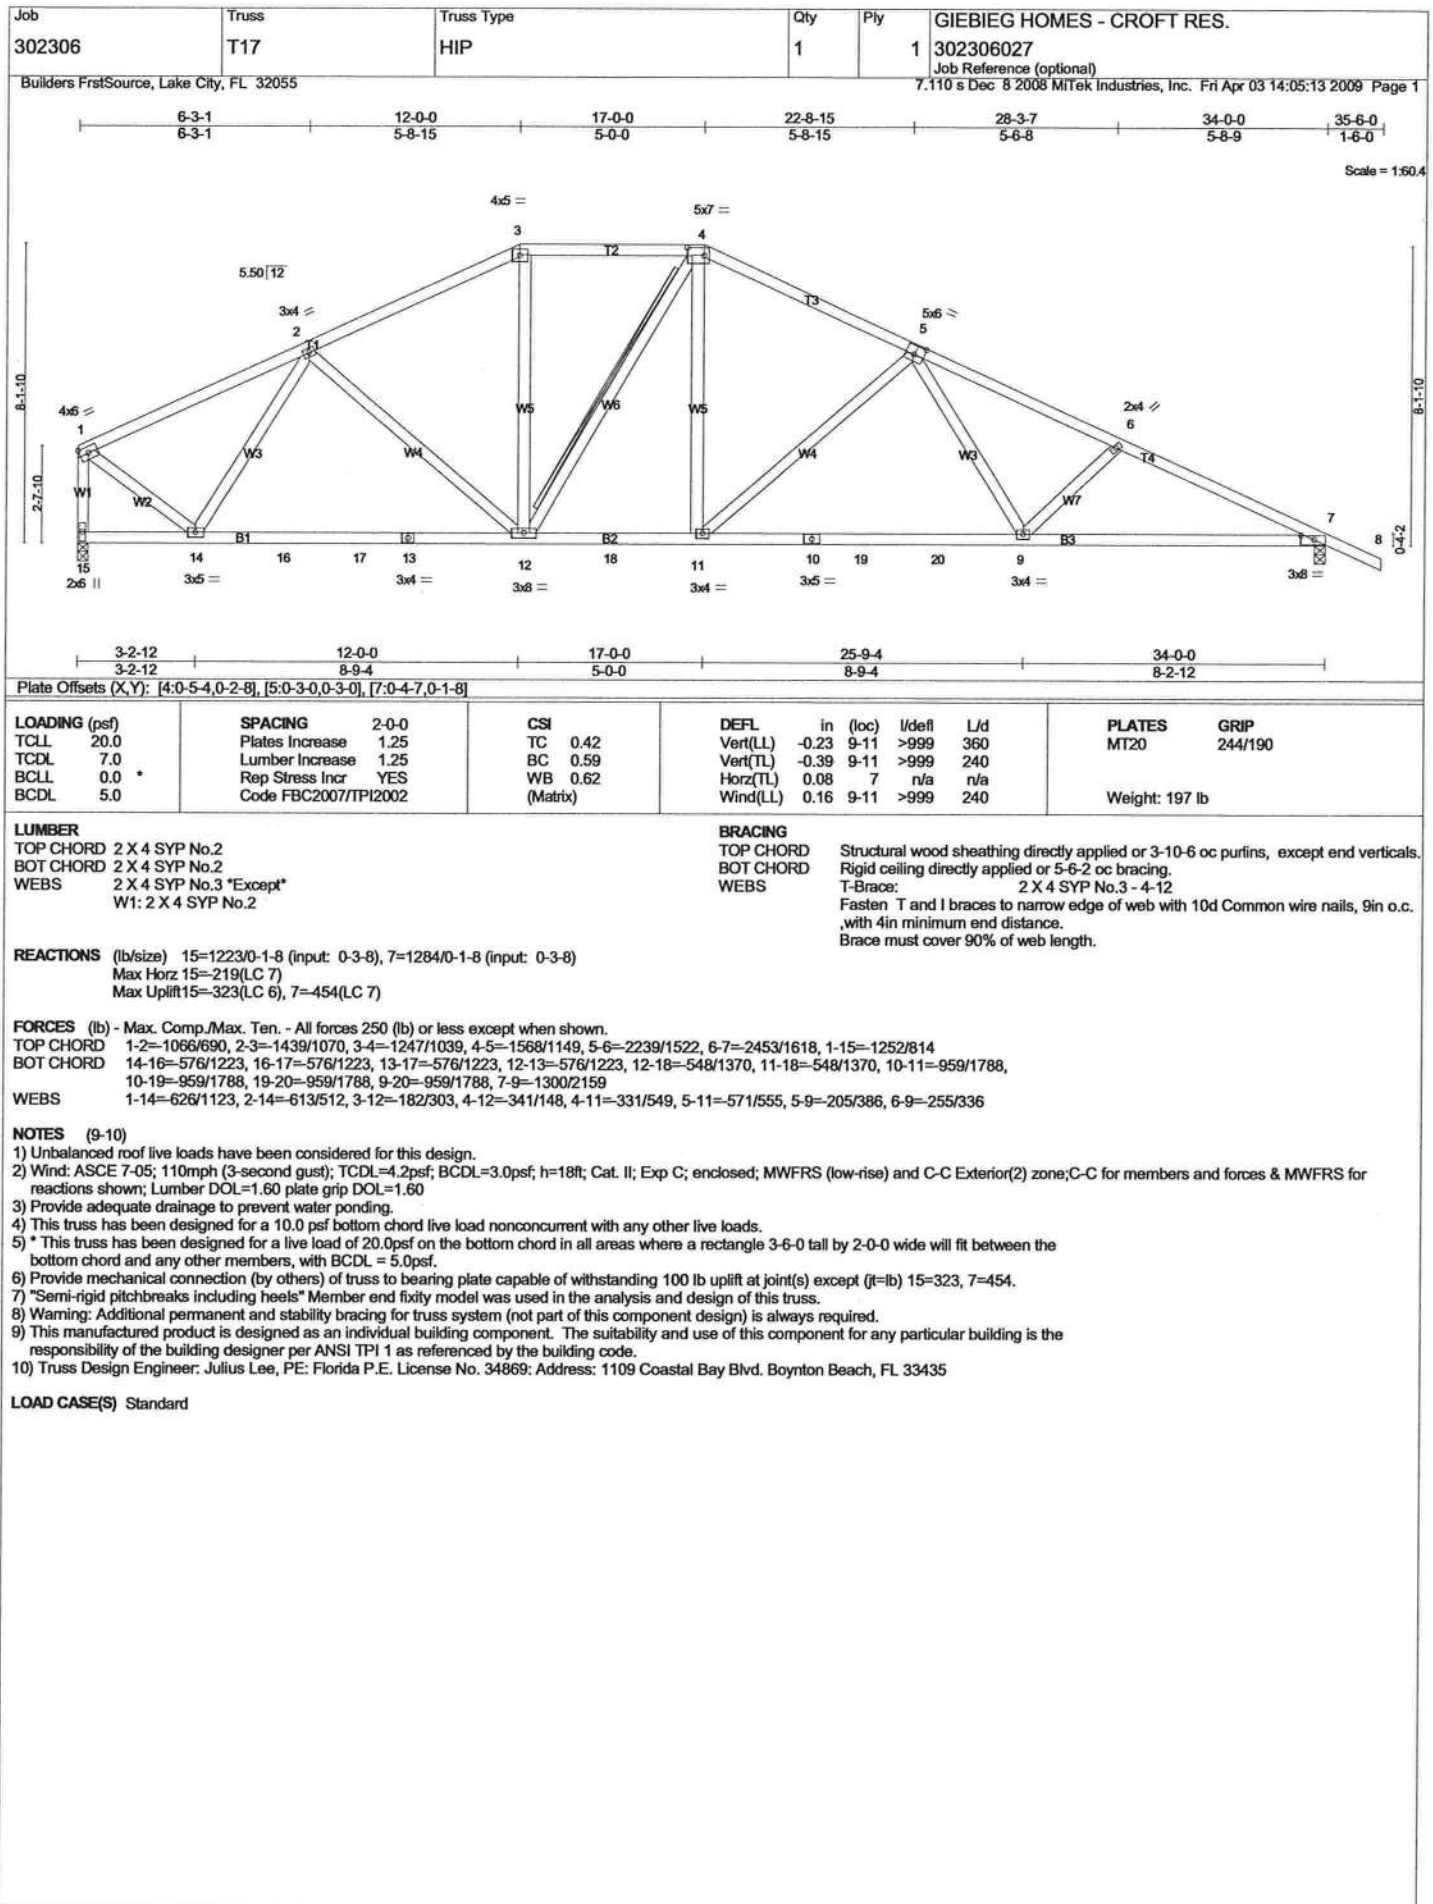 Job Truss Truss Type Qty Ply GIEBIEG HOMES - CROFT RES.
302306 T17 HIP 1 1 302306027
Job Reference (optional)
Builders FrstSource, Lake City, FL 32055 7.110 s Dec 8 2008 MiTek Industries, Inc. Fri Apr 03 14:05:13 2009 Page 1
6-3-1 12-0-0 17-0-0 22-8-15 28-3-7 34-0-0 35-6-0
6-3-1 5-8-15 5-0-0 5-8-15 5-6-8 5-8-9 1-6-0
Scale = 1:60.4
4x5 =
5x7 =
3 4
T2
5.50 12
T3
3x4
5x6
2 5
T1
8-1-10 8-1-10
4x6 W5 W6 W5 2x4
1 6
W3 W4 W4 W3 T4
2-7-10
W1 W2 W7
7
B1 B2 B3 8
0-4-2
15 14 16 17 13 12 18 11 10 19 20 9
2x6 || 3x5 = 3x4 = 3x8 = 3x4 = 3x5 = 3x4 = 3x8 =
3-2-12 12-0-0 17-0-0 25-9-4 34-0-0
3-2-12 8-9-4 5-0-0 8-9-4 8-2-12
Plate Offsets (X,Y): [4:0-5-4,0-2-8], [5:0-3-0,0-3-0], [7:0-4-7,0-1-8]
LOADING (psf) SPACING 2-0-0 CSI DEFL in (loc) l/defl L/d PLATES GRIP
TCLL 20.0 Plates Increase 1.25 TC 0.42 Vert(LL) -0.23 9-11 >999 360 MT20 244/190
TCDL 7.0 Lumber Increase 1.25 BC 0.59 Vert(TL) -0.39 9-11 >999 240
BCLL 0.0 * Rep Stress Incr YES WB 0.62 Horz(TL) 0.08 7 n/a n/a
BCDL 5.0 Code FBC2007/TPI2002 (Matrix) Wind(LL) 0.16 9-11 >999 240 Weight: 197 lb
LUMBER
TOP CHORD 2 X 4 SYP No.2
BOT CHORD 2 X 4 SYP No.2
WEBS 2 X 4 SYP No.3 *Except*
W1: 2 X 4 SYP No.2
BRACING
TOP CHORD Structural wood sheathing directly applied or 3-10-6 oc purlins, except end verticals.
BOT CHORD Rigid ceiling directly applied or 5-6-2 oc bracing.
WEBS T-Brace: 2 X 4 SYP No.3 - 4-12
Fasten T and I braces to narrow edge of web with 10d Common wire nails, 9in o.c.
,with 4in minimum end distance.
Brace must cover 90% of web length.
REACTIONS (lb/size) 15=1223/0-1-8 (input: 0-3-8), 7=1284/0-1-8 (input: 0-3-8)
Max Horz 15=-219(LC 7)
Max Uplift15=-323(LC 6), 7=-454(LC 7)
FORCES (lb) - Max. Comp./Max. Ten. - All forces 250 (lb) or less except when shown.
TOP CHORD 1-2=-1066/690, 2-3=-1439/1070, 3-4=-1247/1039, 4-5=-1568/1149, 5-6=-2239/1522, 6-7=-2453/1618, 1-15=-1252/814
BOT CHORD 14-16=-576/1223, 16-17=-576/1223, 13-17=-576/1223, 12-13=-576/1223, 12-18=-548/1370, 11-18=-548/1370, 10-11=-959/1788,
10-19=-959/1788, 19-20=-959/1788, 9-20=-959/1788, 7-9=-1300/2159
WEBS 1-14=-626/1123, 2-14=-613/512, 3-12=-182/303, 4-12=-341/148, 4-11=-331/549, 5-11=-571/555, 5-9=-205/386, 6-9=-255/336
NOTES (9-10)
1) Unbalanced roof live loads have been considered for this design.
2) Wind: ASCE 7-05; 110mph (3-second gust); TCDL=4.2psf; BCDL=3.0psf; h=18ft; Cat. II; Exp C; enclosed; MWFRS (low-rise) and C-C Exterior(2) zone;C-C for members and forces & MWFRS for
reactions shown; Lumber DOL=1.60 plate grip DOL=1.60
3) Provide adequate drainage to prevent water ponding.
4) This truss has been designed for a 10.0 psf bottom chord live load nonconcurrent with any other live loads.
5) * This truss has been designed for a live load of 20.0psf on the bottom chord in all areas where a rectangle 3-6-0 tall by 2-0-0 wide will fit between the
bottom chord and any other members, with BCDL = 5.0psf.
6) Provide mechanical connection (by others) of truss to bearing plate capable of withstanding 100 lb uplift at joint(s) except (jt=lb) 15=323, 7=454.
7) "Semi-rigid pitchbreaks including heels" Member end fixity model was used in the analysis and design of this truss.
8) Warning: Additional permanent and stability bracing for truss system (not part of this component design) is always required.
9) This manufactured product is designed as an individual building component. The suitability and use of this component for any particular building is the
responsibility of the building designer per ANSI TPI 1 as referenced by the building code.
10) Truss Design Engineer: Julius Lee, PE: Florida P.E. License No. 34869: Address: 1109 Coastal Bay Blvd. Boynton Beach, FL 33435
LOAD CASE(S) Standard